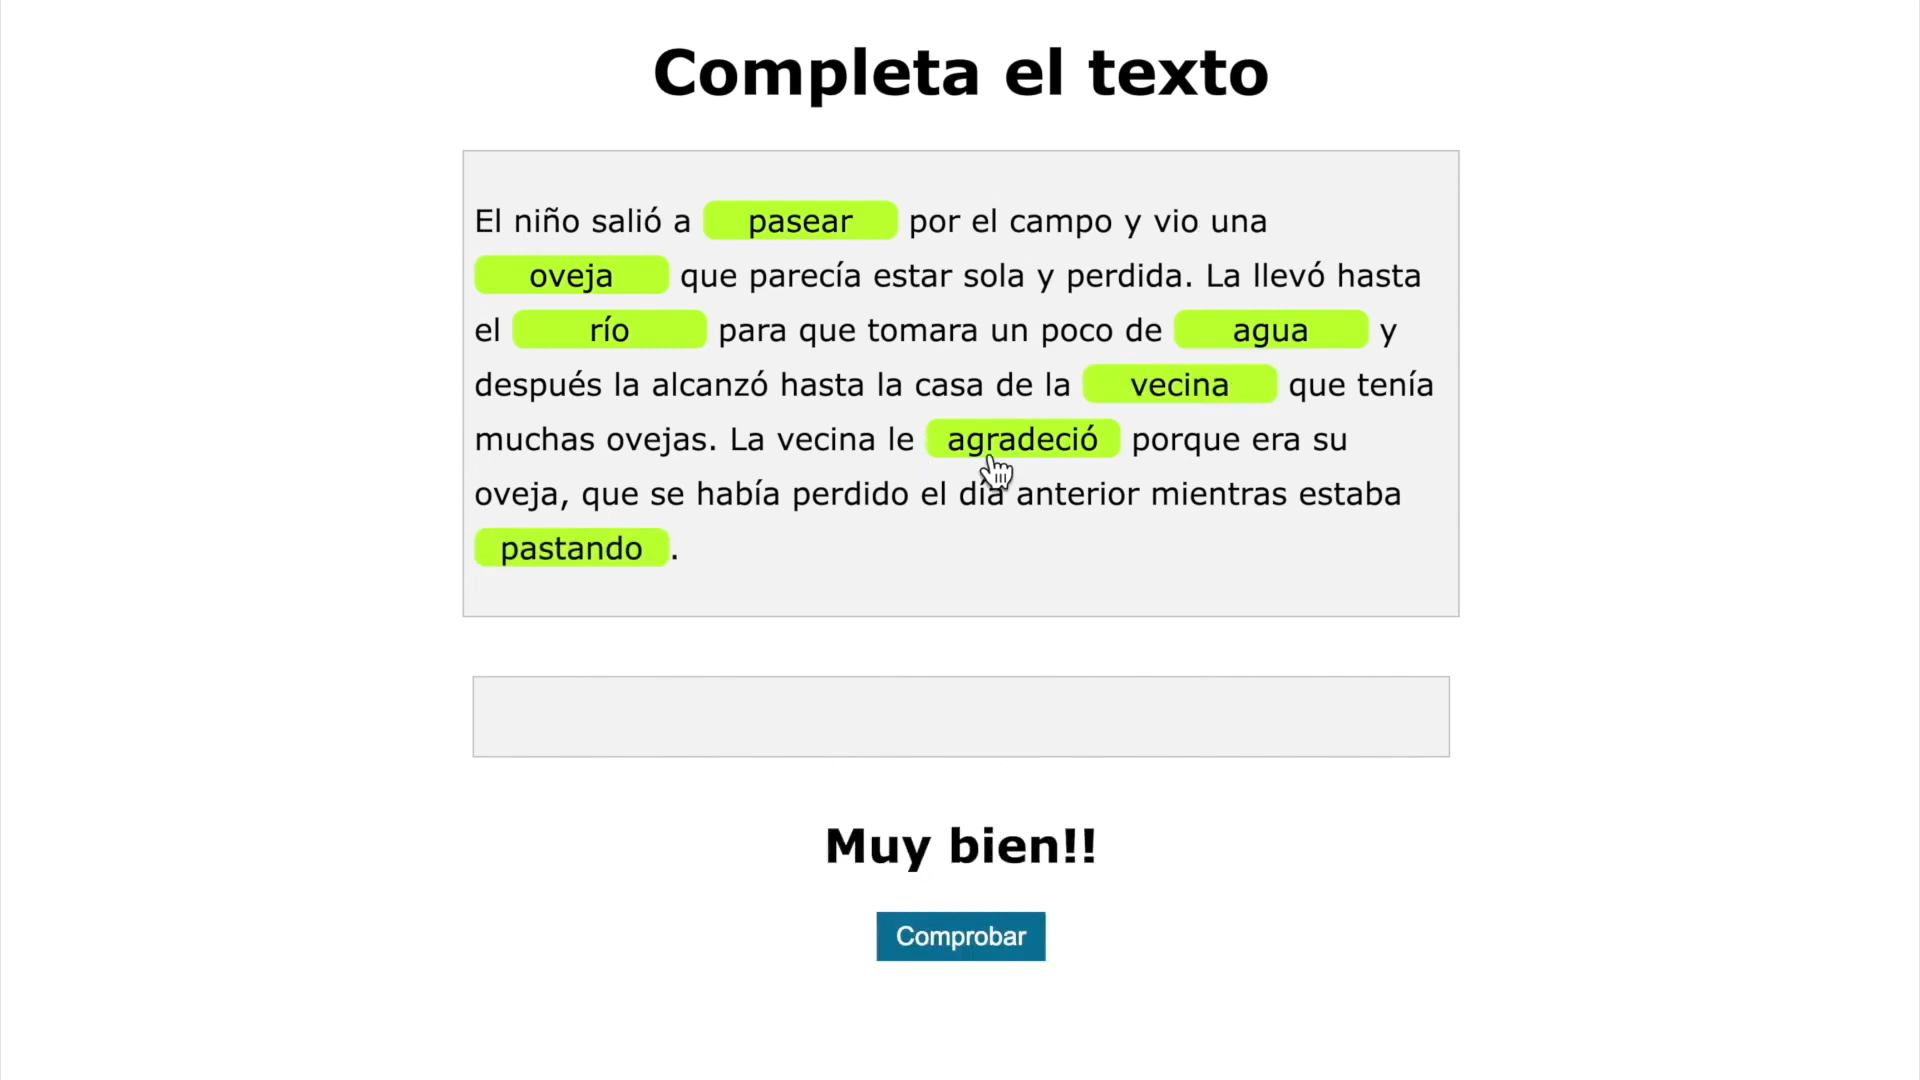 Completa el texto
El niño salió a pasear por el campo y vio una
oveja que parecía estar sola y perdida. La llevó hasta
el río para que tomara un poco de agua y
después la alcanzó hasta la casa de la vecina que tenía
muchas ovejas. La vecina le agradeció porque era su
oveja, que se había perdido el día anterior mientras estaba
pastando .
Muy bien!!
Comprobar